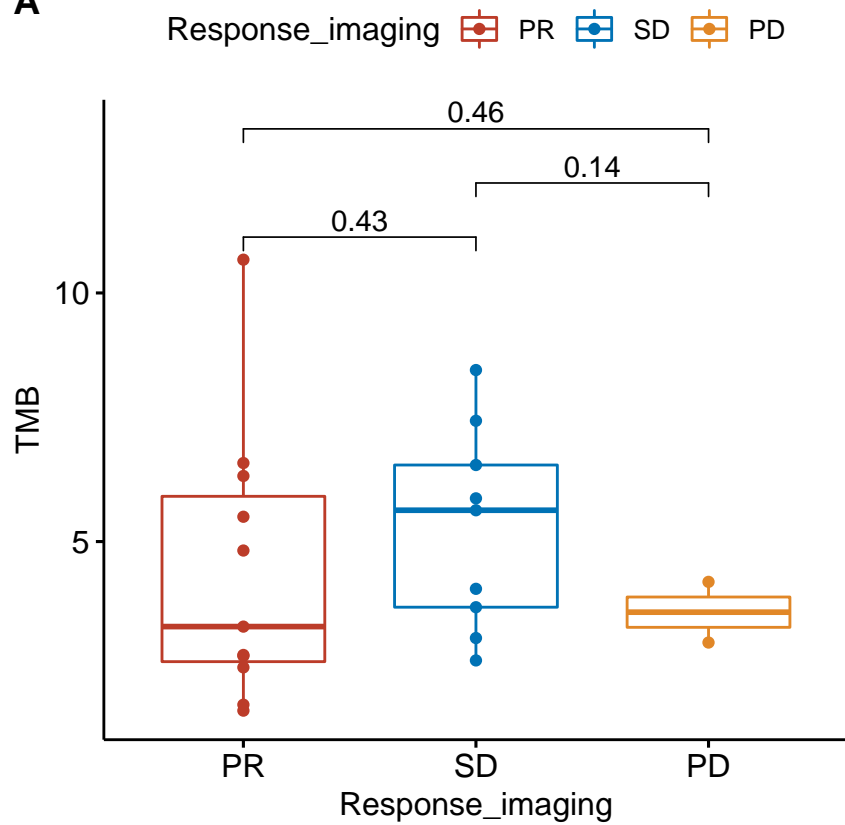 A
Response_imaging PR SD PD
0.46
0.14
0.43
10
5
TMB
PR SD PD
Response_imaging